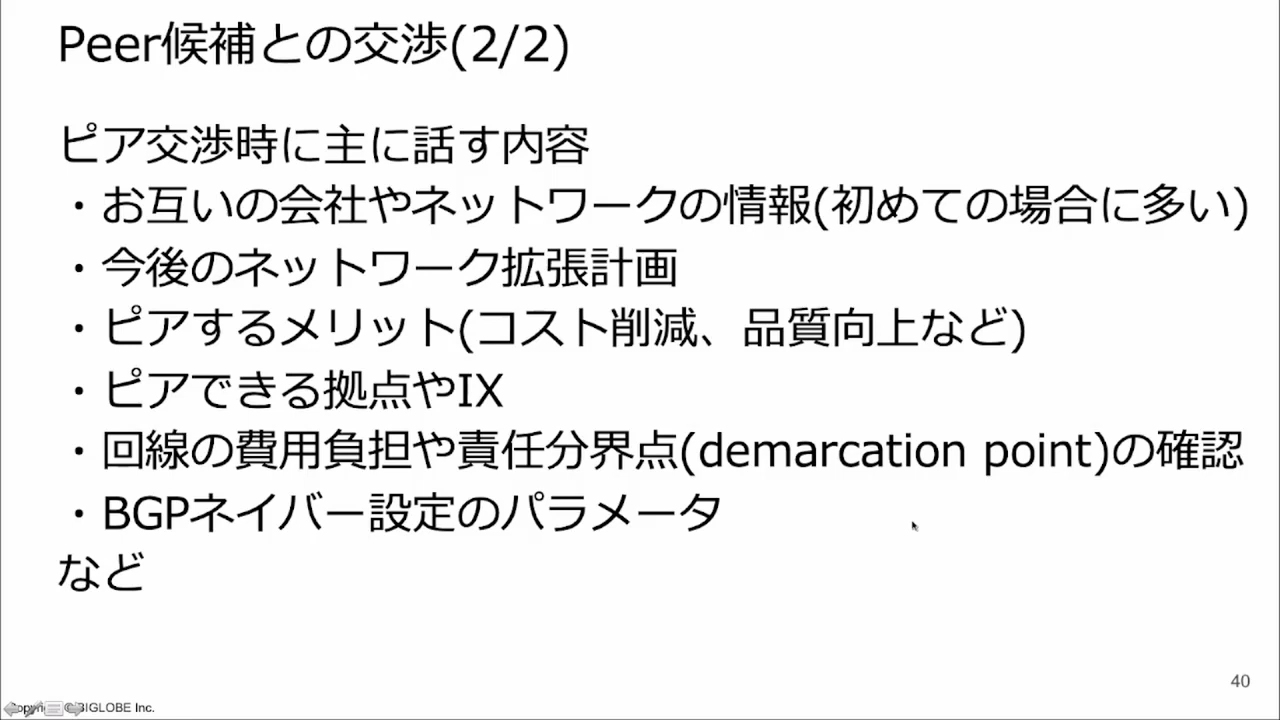 Peer候補との交渉(2/2)
ピア交渉時に主に話す内容
・お互いの会社やネットワークの情報(初めての場合に多い)
・今後のネットワーク拡張計画
・ピアするメリット(コスト削減、品質向上など)
・ピアできる拠点やIX
・回線の費用負担や責任分界点(demarcation point)の確認
・BGPネイバー設定のパラメータ
など
40
©BIGLOBE Inc.